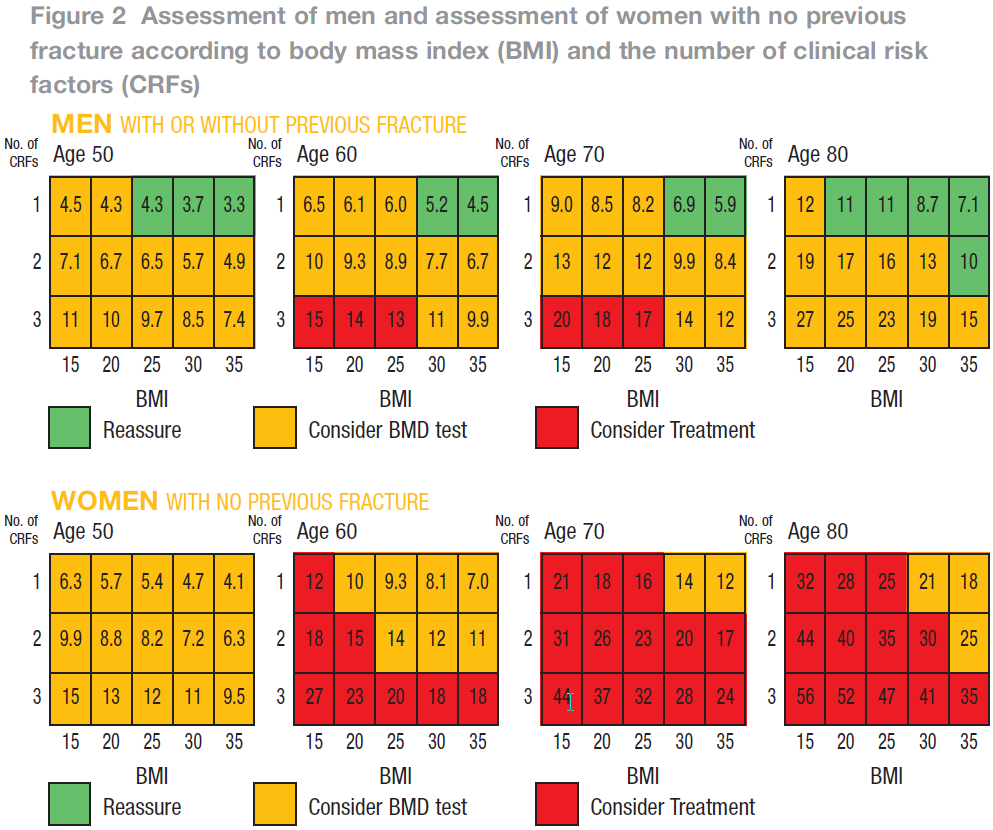 Figure 2 Assessment of men and assessment of women with no previous
fracture according to body mass index (BMI) and the number of clinical risk
factors (CRFs)
MEN WITH OR WITHOUT PREVIOUS FRACTURE
No. of CRFs Age 50 No. of CRFs Age 60 No. of CRFs Age 70 No. of CRFs Age 80
1 4.5 4.3 4.3 3.7 3.3 1 6.5 6.1 6.0 5.2 4.5 1 9.0 8.5 8.2 6.9 5.9 1 12 11 11 8.7 7.1
2 7.1 6.7 6.5 5.7 4.9 2 10 9.3 8.9 7.7 6.7 2 13 12 12 9.9 8.4 2 19 17 16 13 10
3 11 10 9.7 8.5 7.4 3 15 14 13 11 9.9 3 20 18 17 14 12 3 27 25 23 19 15
15 20 25 30 35 15 20 25 30 35 15 20 25 30 35 15 20 25 30 35
BMI BMI BMI BMI
Reassure Consider BMD test Consider Treatment
WOMEN WITH NO PREVIOUS FRACTURE
No. of CRFs Age 50 No. of CRFs Age 60 No. of CRFs Age 70 No. of CRFs Age 80
1 6.3 5.7 5.4 4.7 4.1 1 12 10 9.3 8.1 7.0 1 21 18 16 14 12 1 32 28 25 21 18
2 9.9 8.8 8.2 7.2 6.3 2 18 15 14 12 11 2 31 26 23 20 17 2 44 40 35 30 25
3 15 13 12 11 9.5 3 27 23 20 18 18 3 44 37 32 28 24 3 56 52 47 41 35
15 20 25 30 35 15 20 25 30 35 15 20 25 30 35 15 20 25 30 35
BMI BMI BMI BMI
Reassure Consider BMD test Consider Treatment